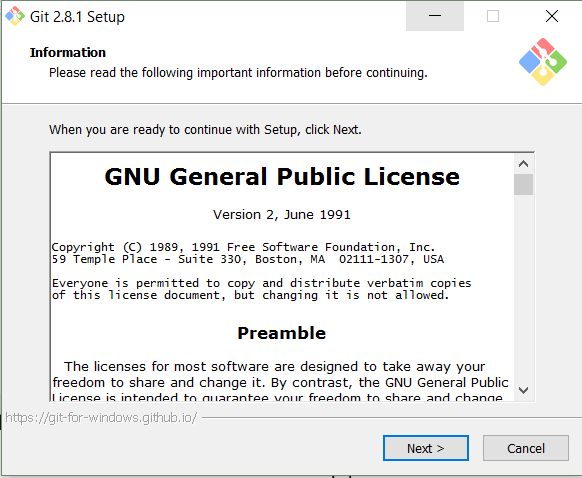 Git 2.8.1 Setup
Information
Please read the following important information before continuing.
When you are ready to continue with Setup, click Next.
GNU General Public License
Version 2, June 1991
Copyright (C) 1989, 1991 Free Software Foundation, Inc.
59 Temple Place - Suite 330, Boston, MA  02111-1307, USA
Everyone is permitted to copy and distribute verbatim copies
of this license document, but changing it is not allowed.
Preamble
The licenses for most software are designed to take away your
freedom to share and change it. By contrast, the GNU General Public
License is intended to guarantee your freedom to share and change
https://git-for-windows.github.io/
Next >
Cancel